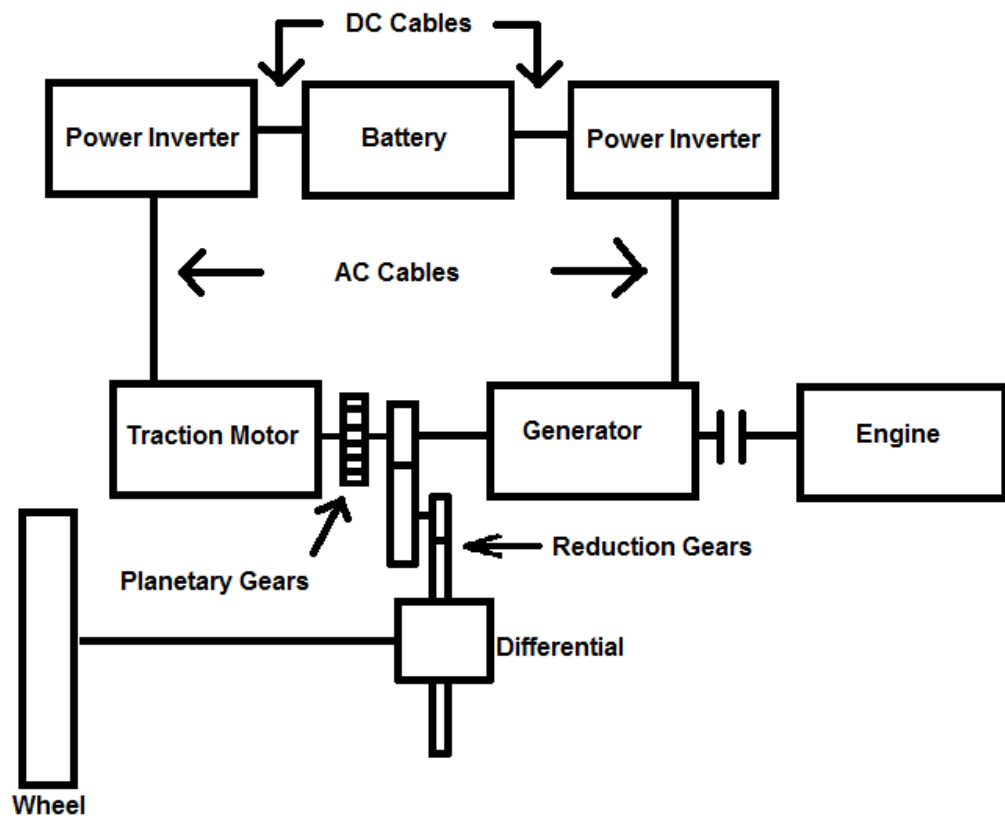 DC Cables
Power Inverter
Battery
Power Inverter
AC Cables
Traction Motor
Generator
Engine
Planetary Gears
Reduction Gears
Differential
Wheel